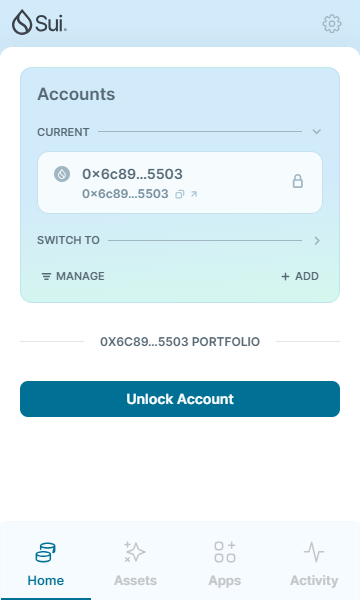 Sui
Accounts
CURRENT
0x6c89...5503
0x6c89...5503
SWITCH TO
MANAGE
ADD
0X6C89...5503 PORTFOLIO
Unlock Account
Home
Assets
Apps
Activity